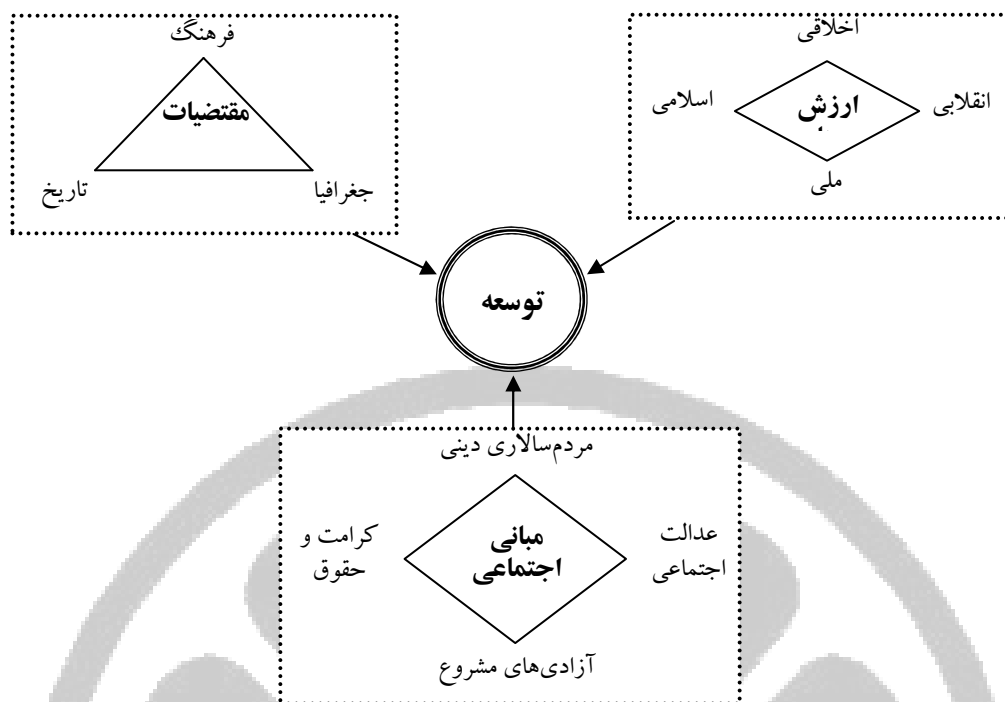 اخلاقی
اسلامی
ارزش
انقلابی
ملی
فرهنگ
مقتضیات
تاریخ
جغرافیا
توسعه
مردم‌سالاری دینی
عدالت
اجتماعی
مبانی
اجتماعی
کرامت و
حقوق
آزادی‌های مشروع